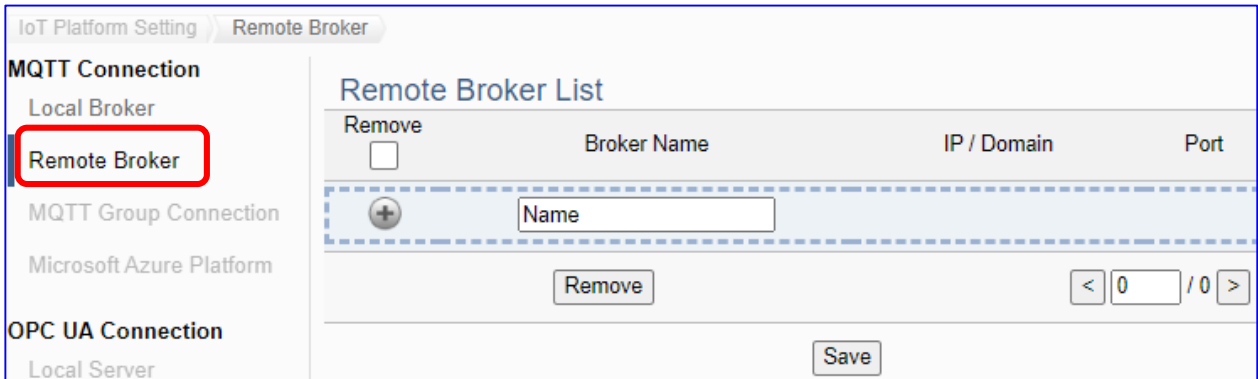 IoT Platform Setting Remote Broker
MQTT Connection
Local Broker
Remote Broker
MQTT Group Connection
Microsoft Azure Platform
OPC UA Connection
Local Server
Remote Broker List
Remove Broker Name IP / Domain Port
Name
Remove < 0 / 0 >
Save